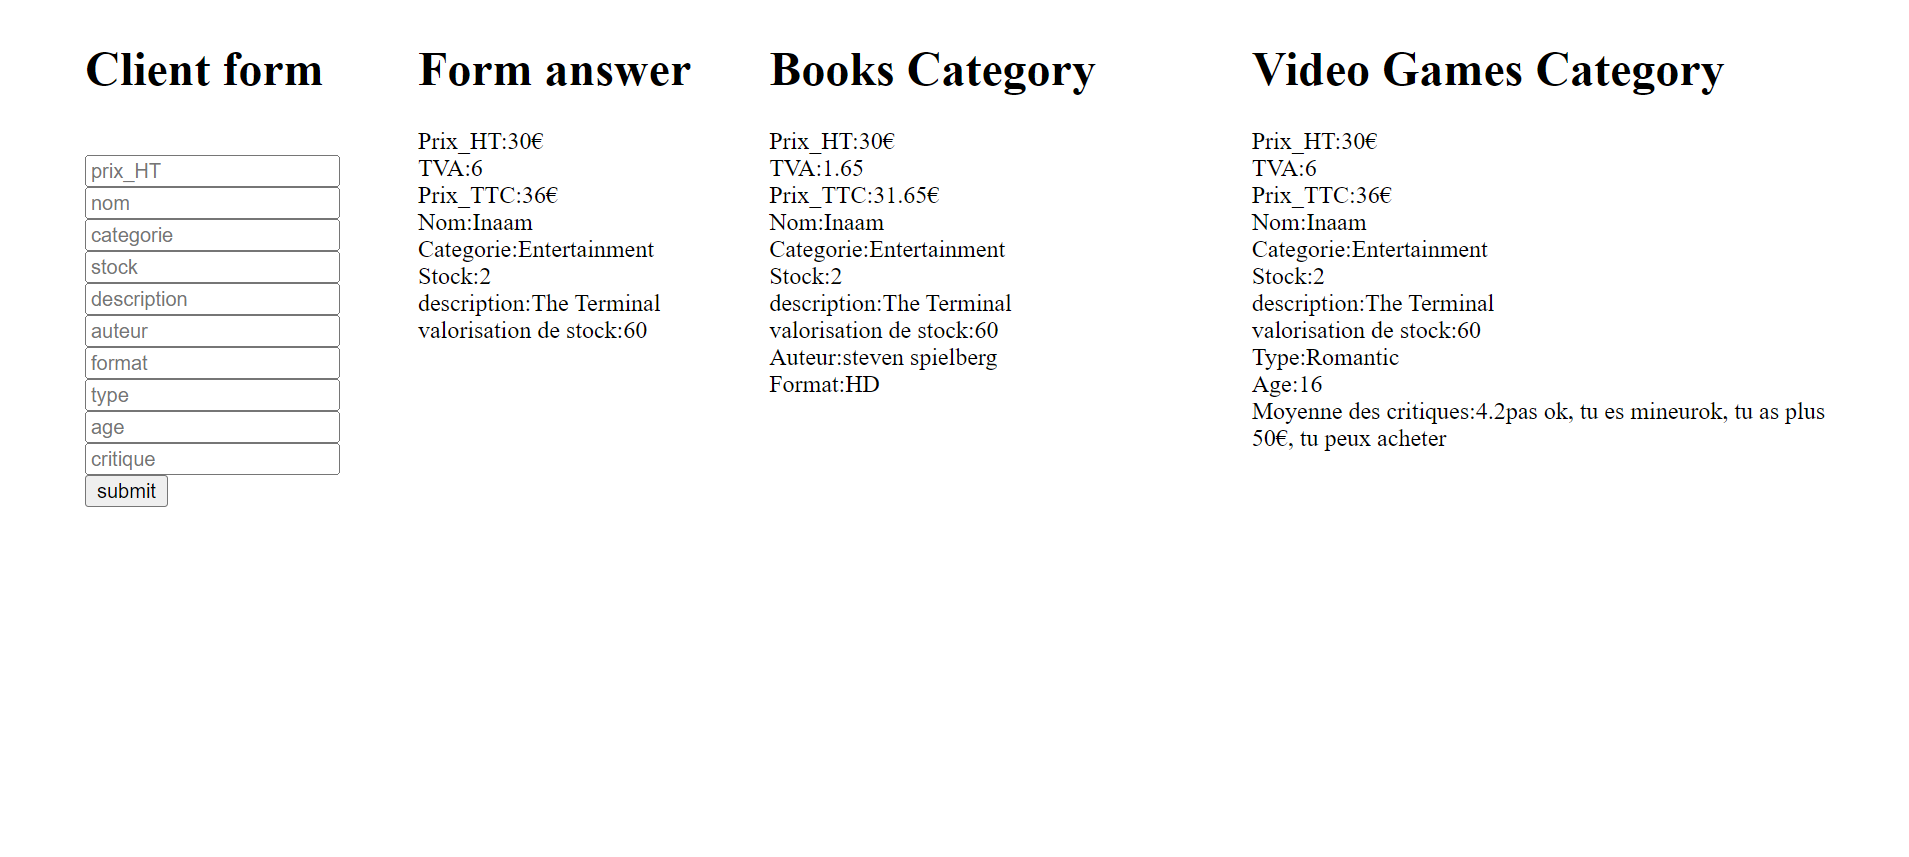 Client form
prix_HT
nom
categorie
stock
description
auteur
format
type
age
critique
submit
Form answer
Prix_HT:30€
TVA:6
Prix_TTC:36€
Nom:Inaam
Categorie:Entertainment
Stock:2
description:The Terminal
valorisation de stock:60
Books Category
Prix_HT:30€
TVA:1.65
Prix_TTC:31.65€
Nom:Inaam
Categorie:Entertainment
Stock:2
description:The Terminal
valorisation de stock:60
Auteur:steven spielberg
Format:HD
Video Games Category
Prix_HT:30€
TVA:6
Prix_TTC:36€
Nom:Inaam
Categorie:Entertainment
Stock:2
description:The Terminal
valorisation de stock:60
Type:Romantic
Age:16
Moyenne des critiques:4.2pas ok, tu es mineurok, tu as plus
50€, tu peux acheter